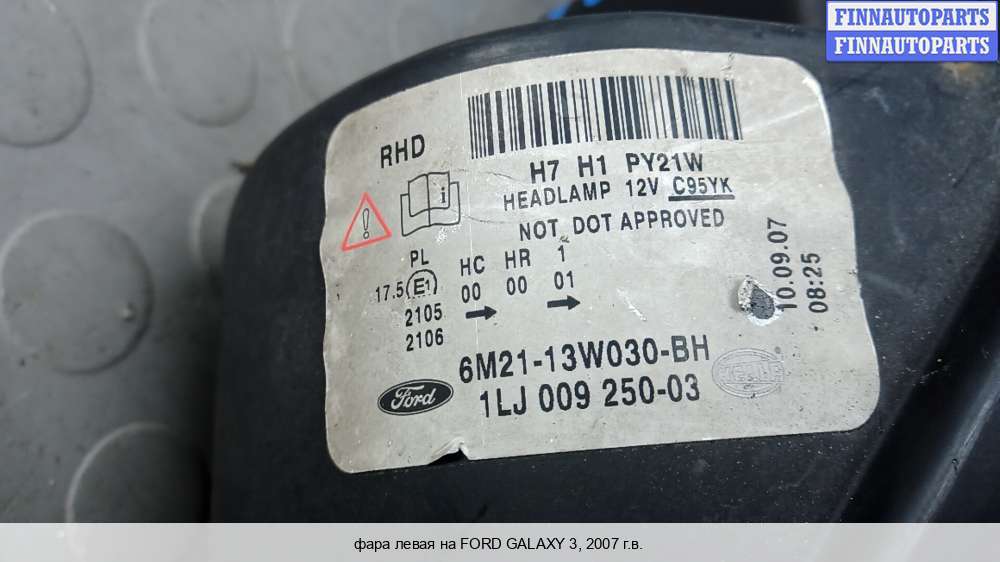 FINNAUTOPARTS
FINNAUTOPARTS
RHD
H7 H1 PY21W
HEADLAMP 12V C95YK
NOT DOT APPROVED
PL HC HR 1
17.5 E1 00 00 01
2105
2106
10.09.07
08:25
6M21-13W030-BH
Ford
1LJ 009 250-03
фара левая на FORD GALAXY 3, 2007 г.в.